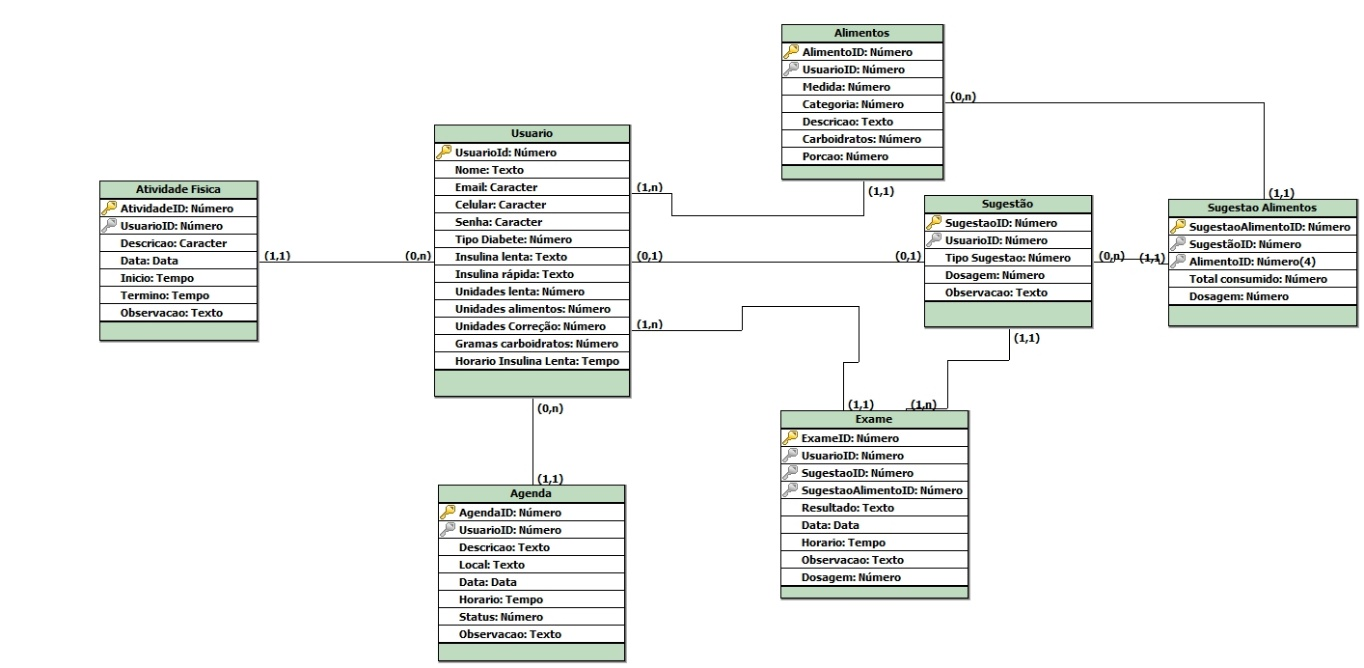 Alimentos
AlimentoID: Número
UsuarioID: Número
Medida: Número
Categoria: Número
Descricao: Texto
Carboidratos: Número
Porcao: Número
(0,n)
(1,1)
(1,1)
Usuario
UsuarioId: Número
Nome: Texto
Email: Caracter
Celular: Caracter
Senha: Caracter
Tipo Diabete: Número
Insulina lenta: Texto
Insulina rápida: Texto
Unidades lenta: Número
Unidades alimentos: Número
Unidades Correção: Número
Gramas carboidratos: Número
Horario Insulina Lenta: Tempo
(1,n)
(0,1)
(1,n)
(0,n)
(0,n)
Atividade Fisica
AtividadeID: Número
UsuarioID: Número
Descricao: Caracter
Data: Data
Inicio: Tempo
Termino: Tempo
Observacao: Texto
(1,1)
Sugestão
SugestaoID: Número
UsuarioID: Número
Tipo Sugestao: Número
Dosagem: Número
Observacao: Texto
(0,1)
(0,n)
(1,1)
(1,1)
Sugestao Alimentos
SugestaoAlimentoID: Número
SugestãoID: Número
AlimentoID: Número(4)
Total consumido: Número
Dosagem: Número
(1,1)
(1,n)
Exame
ExameID: Número
UsuarioID: Número
SugestaoID: Número
SugestaoAlimentoID: Número
Resultado: Texto
Data: Data
Horario: Tempo
Observacao: Texto
Dosagem: Número
(1,1)
Agenda
AgendaID: Número
UsuarioID: Número
Descricao: Texto
Local: Texto
Data: Data
Horario: Tempo
Status: Número
Observacao: Texto